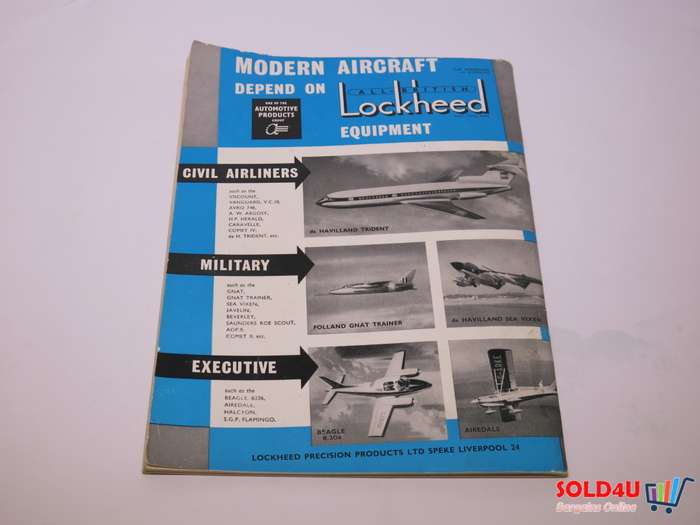 MODERN AIRCRAFT
DEPEND ON
ALL-BRITISH
Lockheed
ONE OF THE
AUTOMOTIVE
PRODUCTS
GROUP
EQUIPMENT
CIVIL AIRLINERS
such as the
VISCOUNT,
VANGUARD, V.C.10,
AVRO 748,
A. W. ARGOSY,
H.P. HERALD,
CARAVELLE,
COMET IV,
de H. TRIDENT, etc.
de HAVILLAND TRIDENT
MILITARY
such as the
GNAT,
GNAT TRAINER,
SEA VIXEN,
JAVELIN,
BEVERLEY,
SAUNDERS ROE SCOUT,
AOP.9.
COMET II, etc.
FOLLAND GNAT TRAINER
de HAVILLAND SEA VIXEN
EXECUTIVE
such as the
BEAGLE, B206,
AIREDALE,
HALCYON,
S.G.P. FLAMINGO.
BEAGLE
B.206
AIREDALE
LOCKHEED PRECISION PRODUCTS LTD SPEKE LIVERPOOL 24
SOLD4U
Bargains Online